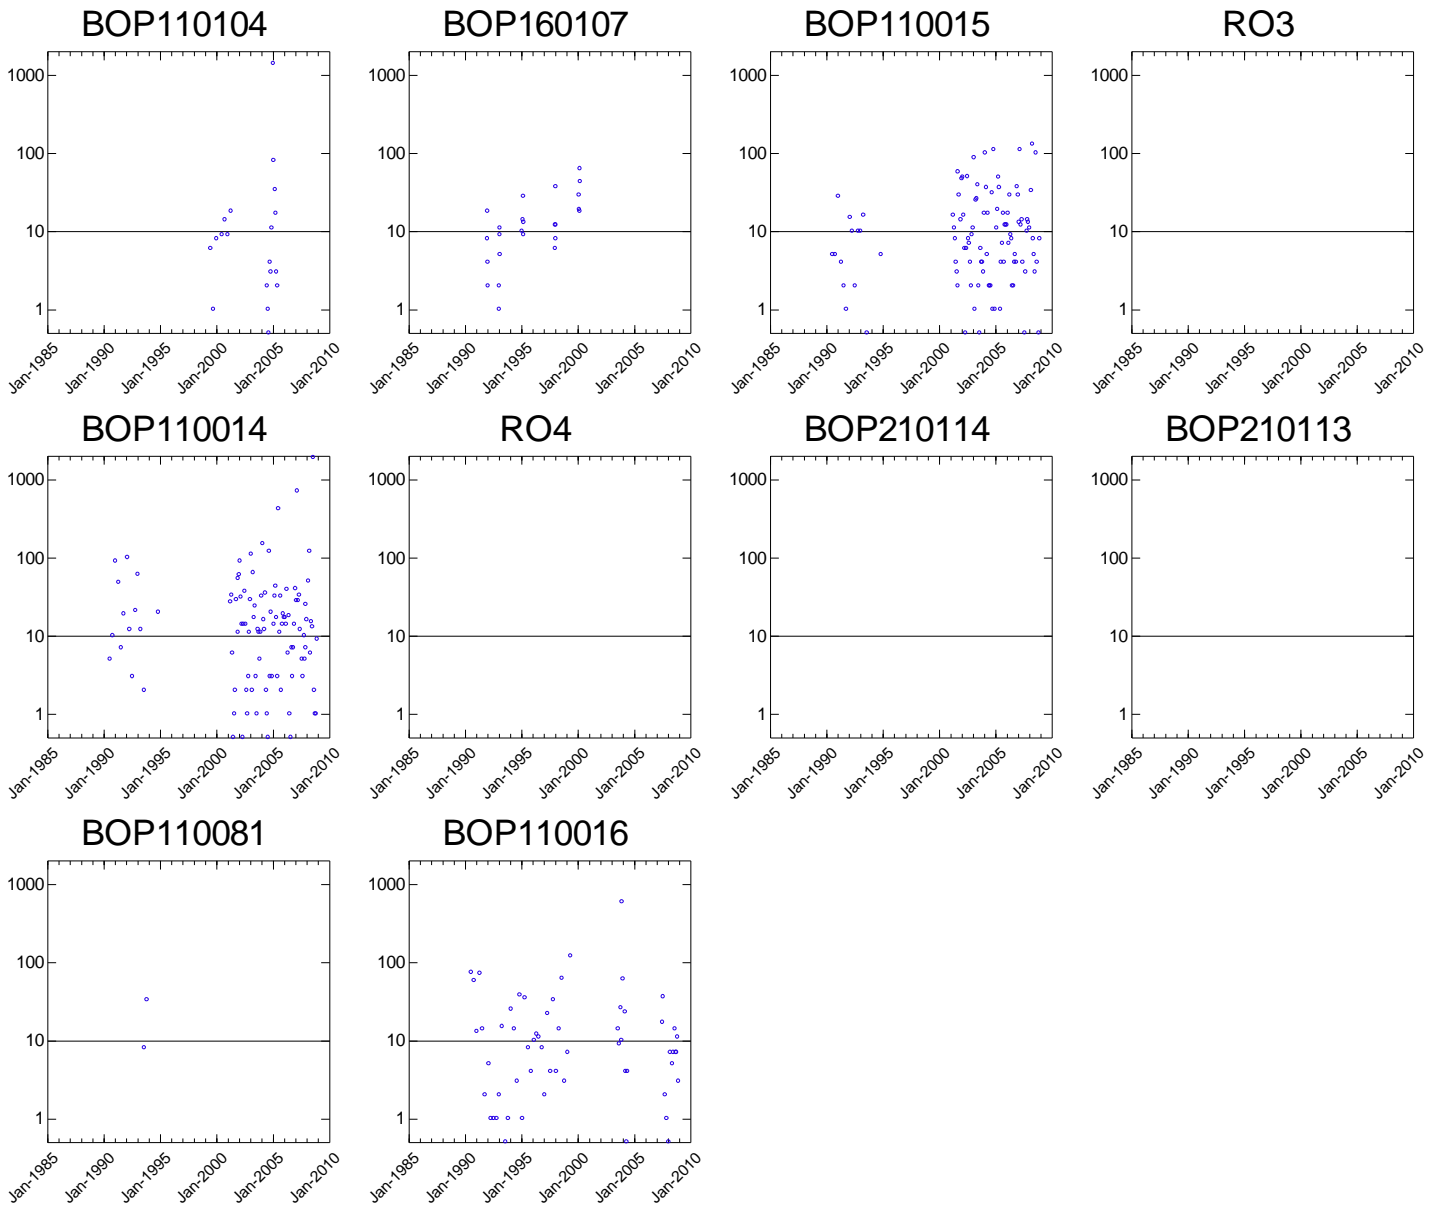 BOP110104 BOP160107 BOP110015 RO3
1000 1000 1000 1000
100 100 100 100
10 10 10 10
1 1 1 1
Jan-1985 Jan-1990 Jan-1995 Jan-2000 Jan-2005 Jan-2010 Jan-1985 Jan-1990 Jan-1995 Jan-2000 Jan-2005 Jan-2010 Jan-1985 Jan-1990 Jan-1995 Jan-2000 Jan-2005 Jan-2010 Jan-1985 Jan-1990 Jan-1995 Jan-2000 Jan-2005 Jan-2010
BOP110014 RO4 BOP210114 BOP210113
1000 1000 1000 1000
100 100 100 100
10 10 10 10
1 1 1 1
Jan-1985 Jan-1990 Jan-1995 Jan-2000 Jan-2005 Jan-2010 Jan-1985 Jan-1990 Jan-1995 Jan-2000 Jan-2005 Jan-2010 Jan-1985 Jan-1990 Jan-1995 Jan-2000 Jan-2005 Jan-2010 Jan-1985 Jan-1990 Jan-1995 Jan-2000 Jan-2005 Jan-2010
BOP110081 BOP110016
1000 1000
100 100
10 10
1 1
Jan-1985 Jan-1990 Jan-1995 Jan-2000 Jan-2005 Jan-2010 Jan-1985 Jan-1990 Jan-1995 Jan-2000 Jan-2005 Jan-2010